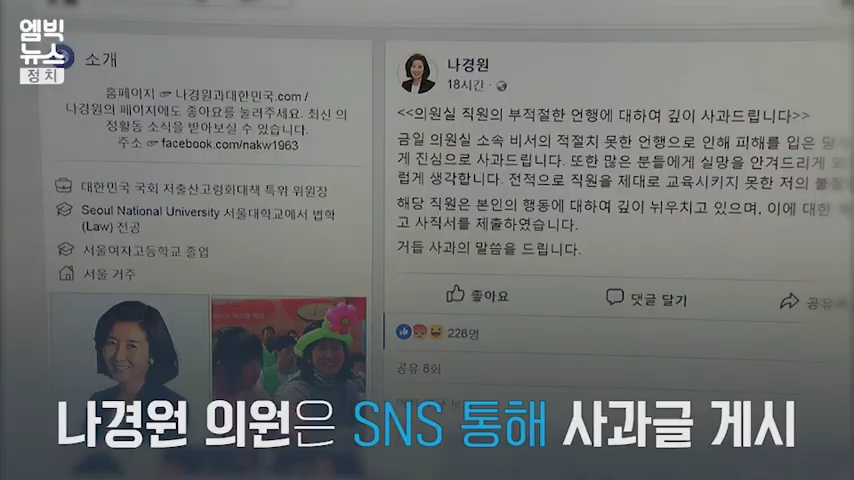 엠빅
뉴스
정치
소개
홈페이지 ☞ 나경원과대한민국.com /
나경원의 페이지에도 좋아요를 눌러주세요. 최신 의
정활동 소식을 받아보실 수 있습니다.
주소 ☞ facebook.com/nakw1963
대한민국 국회 저출산고령화대책 특위 위원장
Seoul National University 서울대학교에서 법학
(Law) 전공
서울여자고등학교 졸업
서울 거주
나경원
18시간 ·
<<의원실 직원의 부적절한 언행에 대하여 깊이 사과드립니다>>
금일 의원실 소속 비서의 적절치 못한 언행으로 인해 피해를 입은
게 진심으로 사과드립니다. 또한 많은 분들에게 실망을 안겨드리게
럽게 생각합니다. 전적으로 직원을 제대로 교육시키지 못한 저의
해당 직원은 본인의 행동에 대하여 깊이 뉘우치고 있으며, 이에 대한
고 사직서를 제출하였습니다.
거듭 사과의 말씀을 드립니다.
좋아요
댓글 달기
226명
공유 8회
나경원 의원은 SNS 통해 사과글 게시